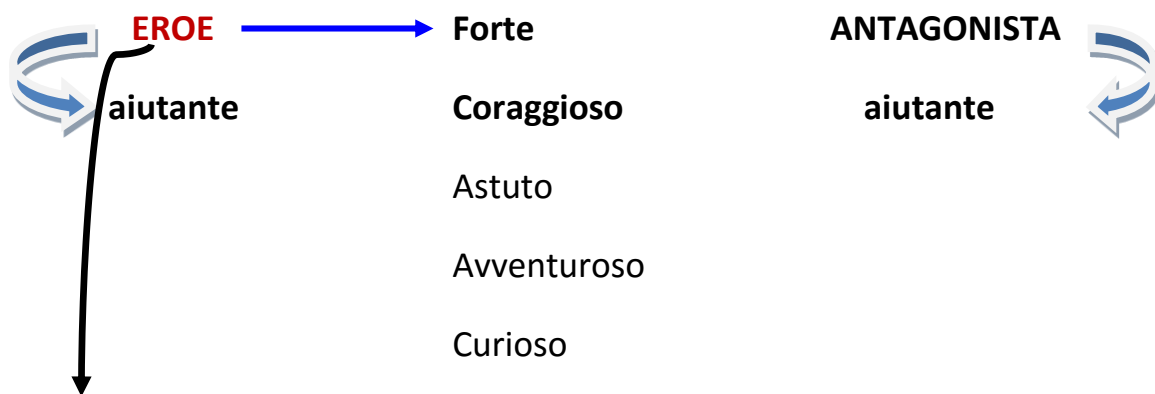 EROE Forte ANTAGONISTA
aiutante Coraggioso aiutante
Astuto
Avventuroso
Curioso